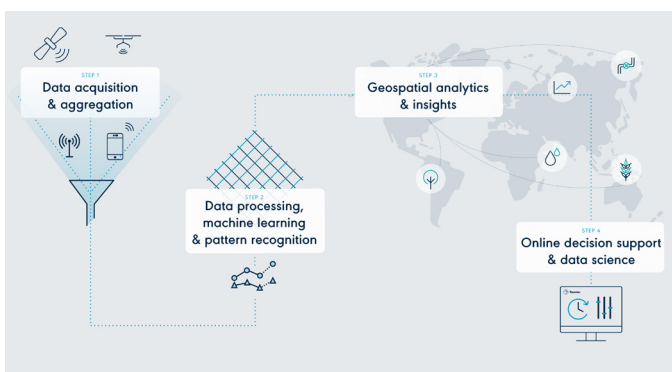 STEP 1
Data acquisition
& aggregation
STEP 2
Data processing,
machine learning
& pattern recognition
STEP 3
Geospatial analytics
& insights
STEP 4
Online decision support
& data science